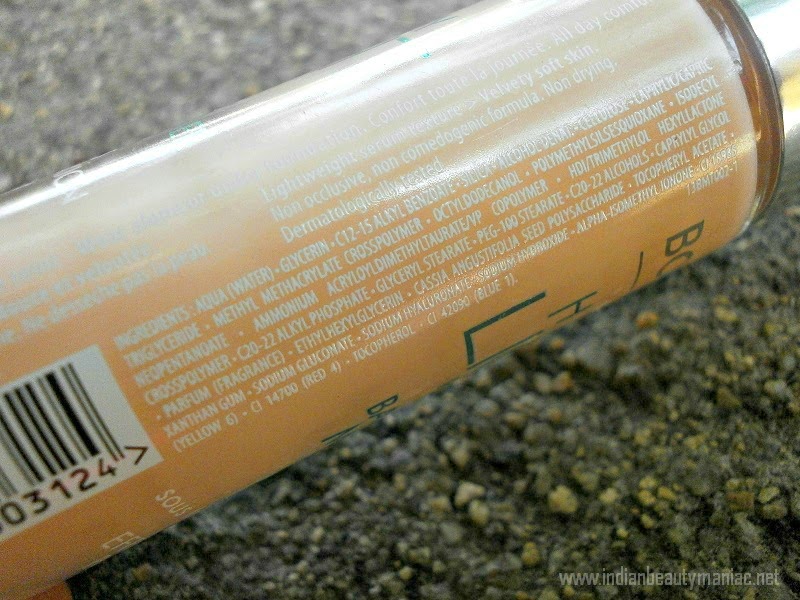 Confort toute la journée. All day comfort
Lightweight serum texture. Velvety soft skin.
Non occlusive, non comedogenic formula. Non drying.
Dermatologically tested.
INGREDIENTS : AQUA (WATER) • GLYCERIN • C12-15 ALKYL BENZOATE • ALCOHOL DENAT. • CAPRYLIC/CAPRIC
TRIGLYCERIDE • METHYL METHACRYLATE CROSSPOLYMER • OCTYLDODECANOL • POLYMETHYLSILSESQUIOXANE • ISODECYL
NEOPENTANOATE • AMMONIUM ACRYLOYLDIMETHYLTAURATE/VP COPOLYMER • HDI/TRIMETHYLOL HEXYLLACTONE
CROSSPOLYMER • C20-22 ALKYL PHOSPHATE • GLYCERYL STEARATE • PEG-100 STEARATE • C20-22 ALCOHOLS • CAPRYLYL GLYCOL
• PARFUM (FRAGRANCE) • ETHYLHEXYLGLYCERIN • CASSIA ANGUSTIFOLIA SEED POLYSACCHARIDE • TOCOPHERYL ACETATE •
XANTHAN GUM • SODIUM GLUCONATE • SODIUM HYALURONATE • SODIUM HYDROXIDE • ALPHA-ISOMETHYL IONONE •
(YELLOW 6) • CI 14700 (RED 4) • TOCOPHEROL • CI 42090 (BLUE 1).
03124 >
SOUS
www.indianbeautymaniac.net